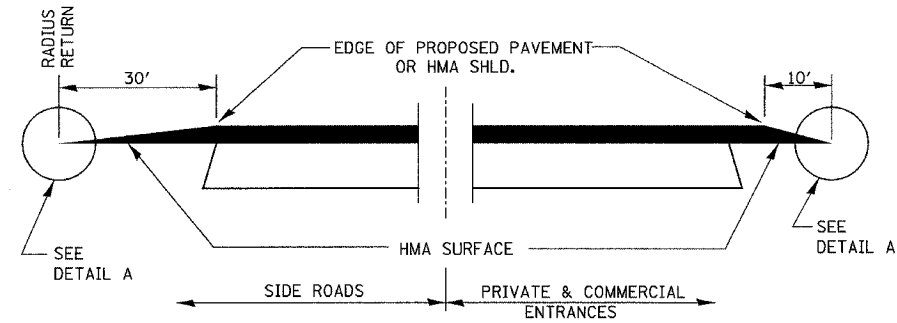 RADIUS
RETURN
EDGE OF PROPOSED PAVEMENT
OR HMA SHLD.
30'
10'
SEE
DETAIL A
HMA SURFACE
SEE
DETAIL A
SIDE ROADS
PRIVATE & COMMERCIAL
ENTRANCES